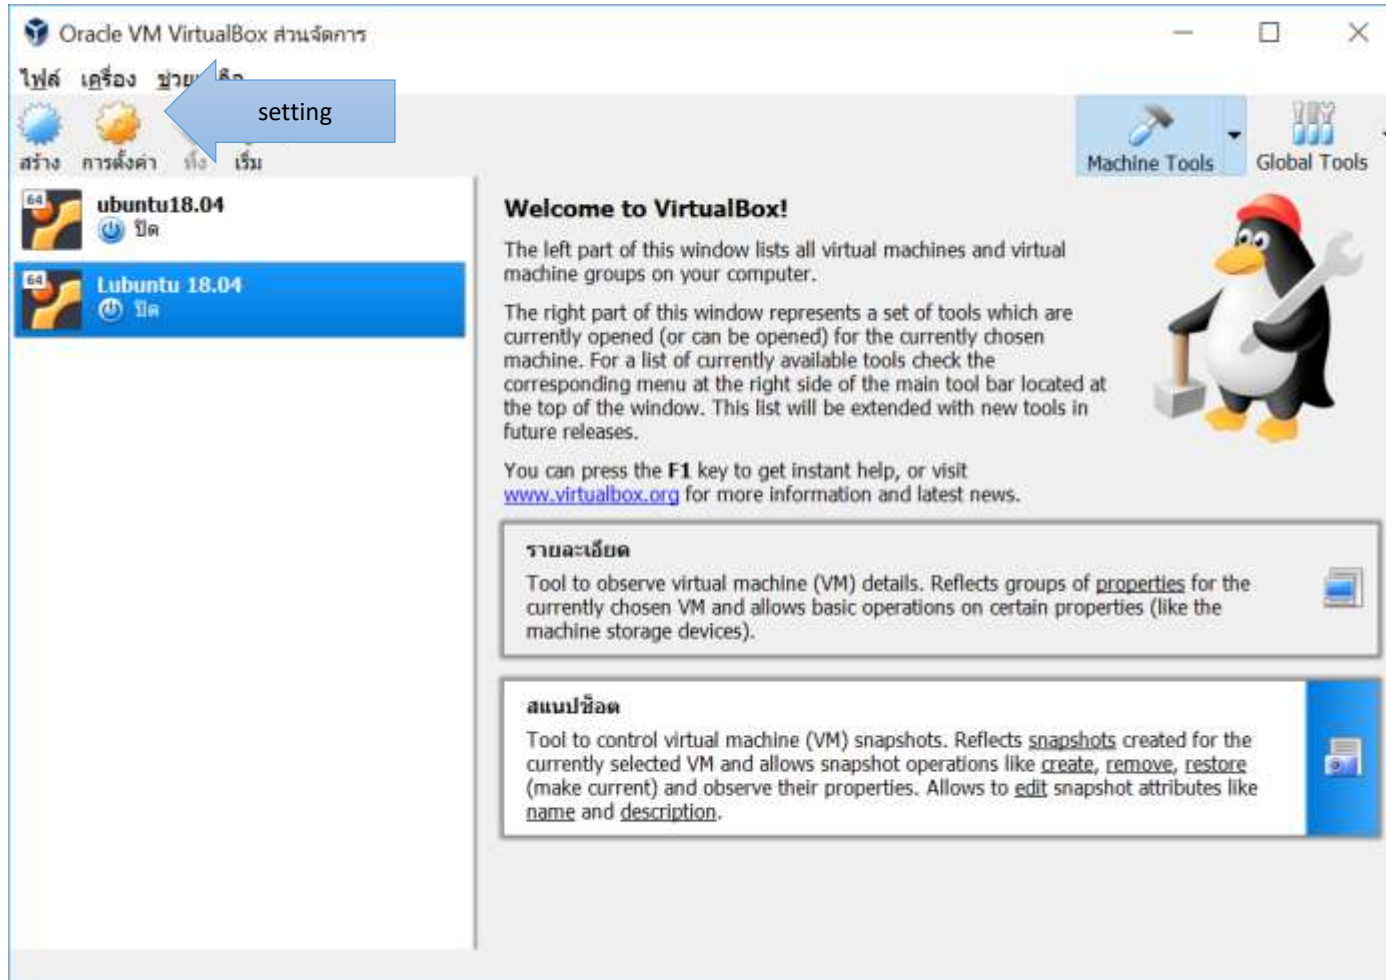 Oracle VM VirtualBox ส่วนจัดการ
ไฟล์ เครื่อง
setting
สร้าง การตั้งค่า ทิ้ง เริ่ม
Machine Tools Global Tools
64 ubuntu18.04
ปิด
64 Lubuntu 18.04
ปิด
Welcome to VirtualBox!
The left part of this window lists all virtual machines and virtual
machine groups on your computer.
The right part of this window represents a set of tools which are
currently opened (or can be opened) for the currently chosen
machine. For a list of currently available tools check the
corresponding menu at the right side of the main tool bar located at
the top of the window. This list will be extended with new tools in
future releases.
You can press the F1 key to get instant help, or visit
www.virtualbox.org for more information and latest news.
รายละเอียด
Tool to observe virtual machine (VM) details. Reflects groups of properties for the
currently chosen VM and allows basic operations on certain properties (like the
machine storage devices).
สแนปช็อต
Tool to control virtual machine (VM) snapshots. Reflects snapshots created for the
currently selected VM and allows snapshot operations like create, remove, restore
(make current) and observe their properties. Allows to edit snapshot attributes like
name and description.